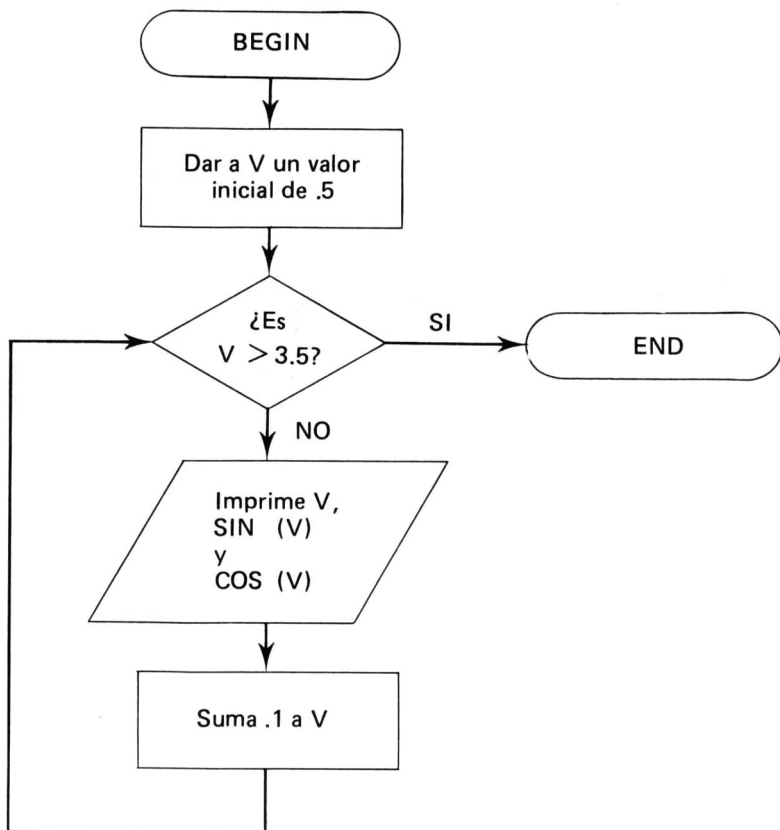 BEGIN
Dar a V un valor
inicial de .5
¿Es
V > 3.5?
SI
END
NO
Imprime V,
SIN (V)
y
COS (V)
Suma .1 a V